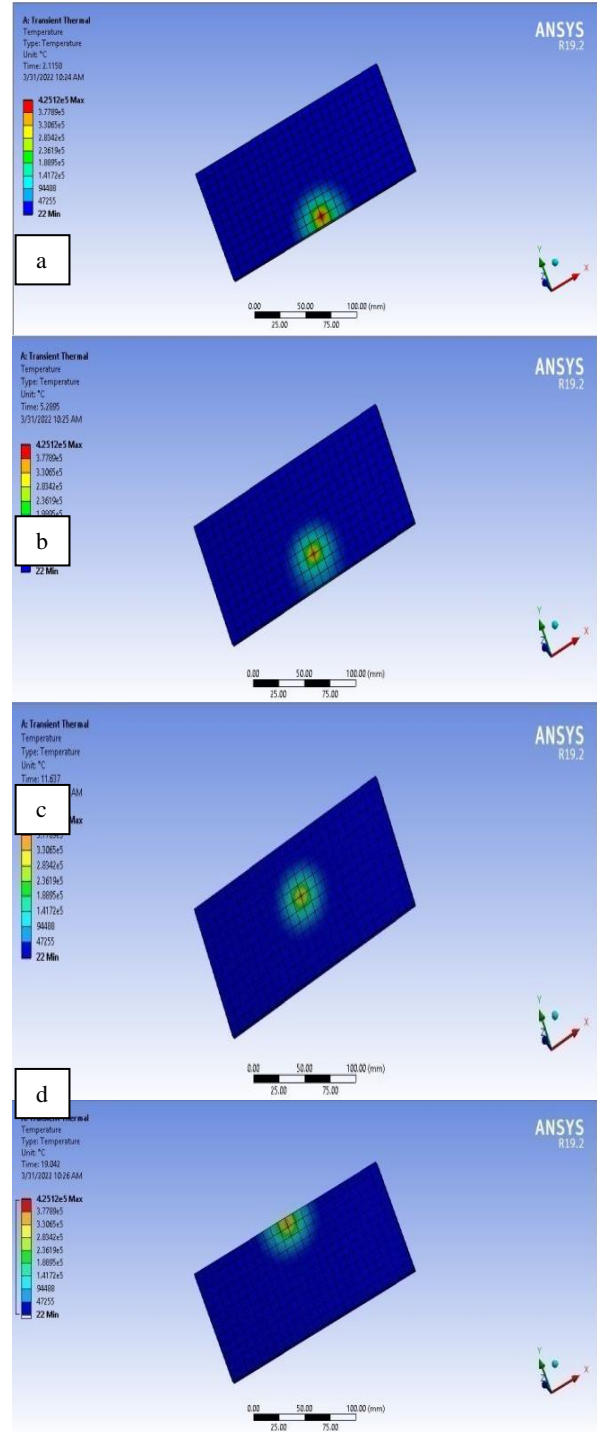 A: Transient Thermal
Temperature
Type: Temperature
Unit: °C
Time: 2.1158
3/31/2022 10:24 AM
ANSYS
R19.2
4.2512e5 Max
3.7789e5
3.3065e5
2.8342e5
2.3619e5
1.8895e5
1.4172e5
94488
47255
22 Min
a
Y
X
Z
0.00 50.00 100.00 (mm)
25.00 75.00
A: Transient Thermal
Temperature
Type: Temperature
Unit: °C
Time: 5.2895
3/31/2022 10:25 AM
ANSYS
R19.2
4.2512e5 Max
3.7789e5
3.3065e5
2.8342e5
2.3619e5
1.8895e5
b
22 Min
Y
X
Z
0.00 50.00 100.00 (mm)
25.00 75.00
A: Transient Thermal
Temperature
Type: Temperature
Unit: °C
Time: 11.637
AM
ANSYS
R19.2
c
Max
3.7789e5
3.3065e5
2.8342e5
2.3619e5
1.8895e5
1.4172e5
94488
47255
22 Min
Y
X
Z
0.00 50.00 100.00 (mm)
25.00 75.00
d
A: Transient Thermal
Temperature
Type: Temperature
Unit: °C
Time: 19.042
3/31/2022 10:26 AM
ANSYS
R19.2
4.2512e5 Max
3.7789e5
3.3065e5
2.8342e5
2.3619e5
1.8895e5
1.4172e5
94488
47255
22 Min
Y
X
Z
0.00 50.00 100.00 (mm)
25.00 75.00